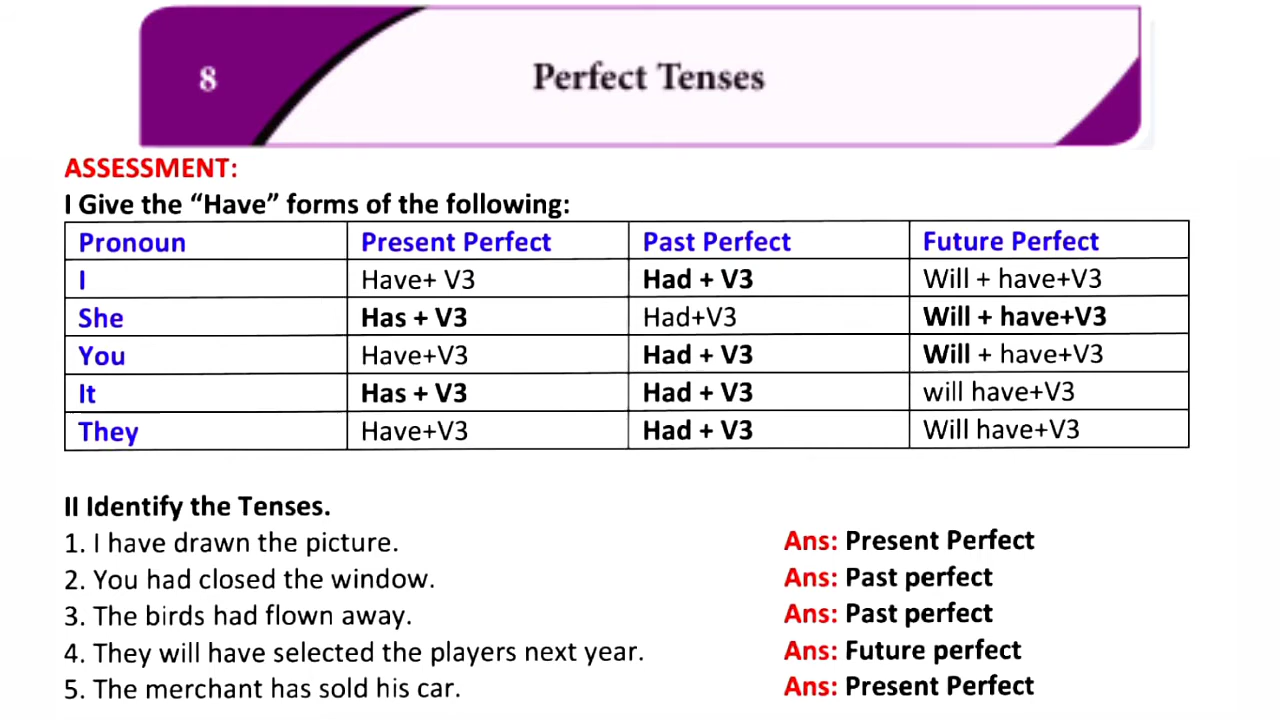 8
Perfect Tenses
ASSESSMENT:
I Give the “Have” forms of the following:
Pronoun Present Perfect Past Perfect Future Perfect
I Have+ V3 Had + V3 Will + have+V3
She Has + V3 Had+V3 Will + have+V3
You Have+V3 Had + V3 Will + have+V3
It Has + V3 Had + V3 will have+V3
They Have+V3 Had + V3 Will have+V3
II Identify the Tenses.
1. I have drawn the picture. Ans: Present Perfect
2. You had closed the window. Ans: Past perfect
3. The birds had flown away. Ans: Past perfect
4. They will have selected the players next year. Ans: Future perfect
5. The merchant has sold his car. Ans: Present Perfect